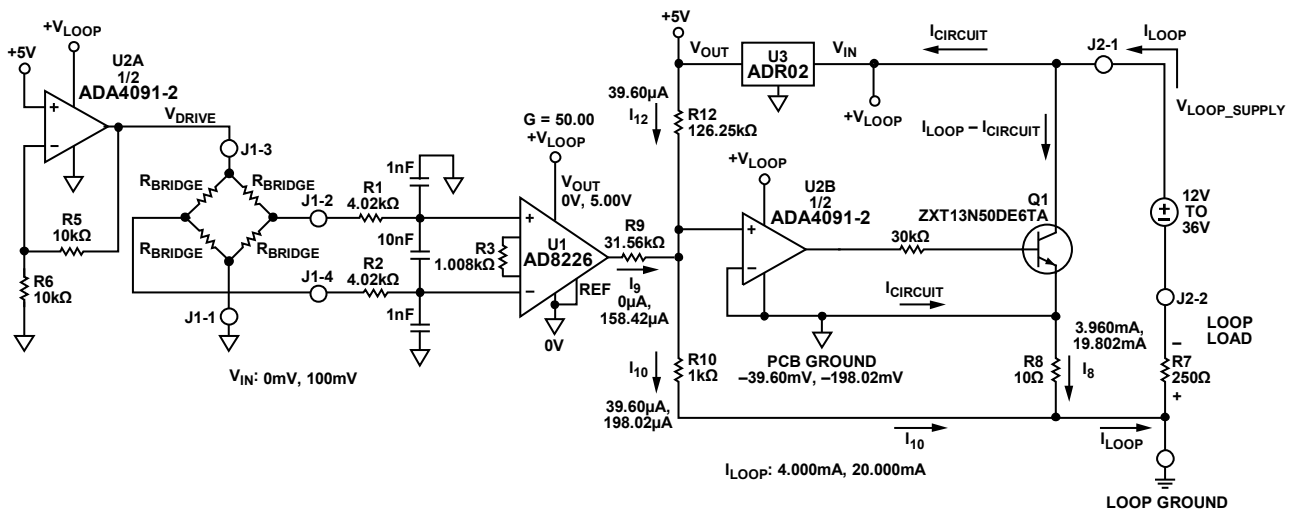 +5V
+VLOOP
U2A
1/2
ADA4091-2
+
−
VDRIVE
J1-3
RBRIDGE
RBRIDGE
RBRIDGE
RBRIDGE
J1-2
J1-4
J1-1
R5
10kΩ
R6
10kΩ
VIN: 0mV, 100mV
R1
4.02kΩ
R2
4.02kΩ
1nF
10nF
1nF
G = 50.00
+VLOOP
VOUT
0V, 5.00V
+
R3
1.008kΩ
U1
AD8226
−
REF
0V
R9
31.56kΩ
I9
0µA,
158.42µA
+5V
VOUT
U3
ADR02
VIN
+VLOOP
ICIRCUIT
ILOOP
J2-1
VLOOP_SUPPLY
39.60µA
I12
R12
126.25kΩ
ILOOP − ICIRCUIT
+VLOOP
U2B
1/2
ADA4091-2
+
−
30kΩ
Q1
ZXT13N50DE6TA
12V
TO
36V
±
ICIRCUIT
J2-2
LOOP
LOAD
PCB GROUND
−39.60mV, −198.02mV
I10
R10
1kΩ
39.60µA,
198.02µA
3.960mA,
19.802mA
R8
10Ω
I8
−
R7
250Ω
+
I10
ILOOP
ILOOP: 4.000mA, 20.000mA
LOOP GROUND